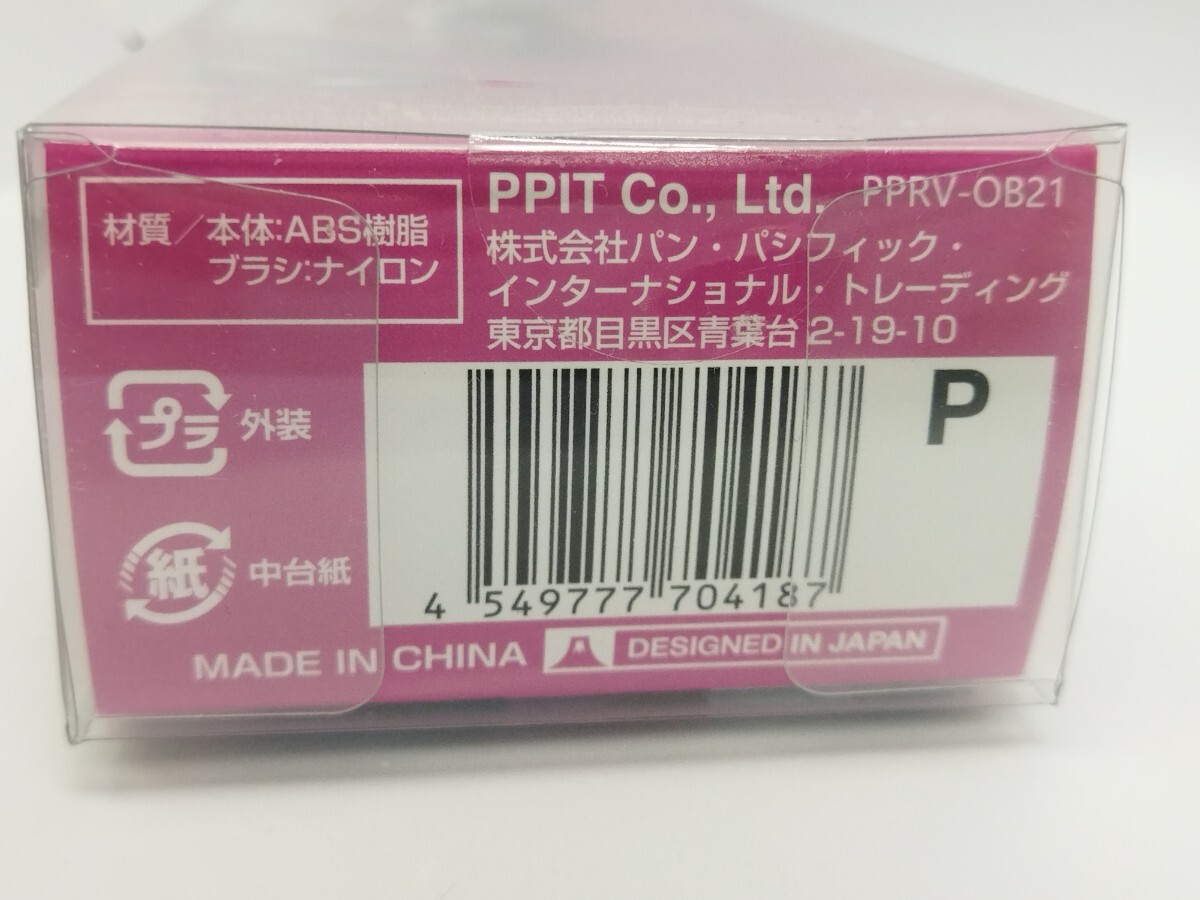 材質/本体:ABS樹脂
ブラシ:ナイロン
PPIT Co., Ltd. PPRV-OB21
株式会社パン・パシフィック・
インターナショナル・トレーディング
東京都目黒区青葉台 2-19-10
プラ 外装
P
紙 中台紙
4 549777 704187
MADE IN CHINA DESIGNED IN JAPAN